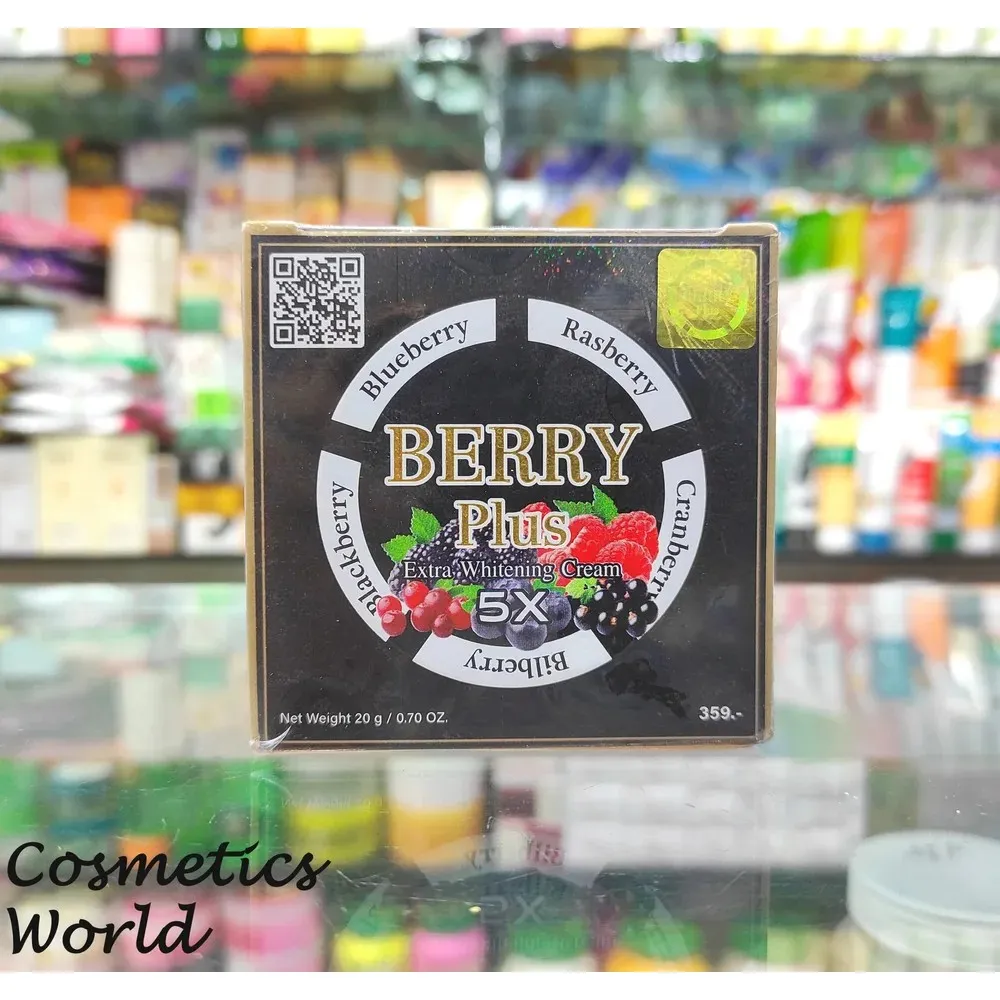 Blueberry
Rasberry
BERRY
Plus
Extra Whitening Cream
5X
Blackberry
Cranberry
Bilberry
Net Weight 20 g / 0.70 OZ.
359.-
Cosmetics
World